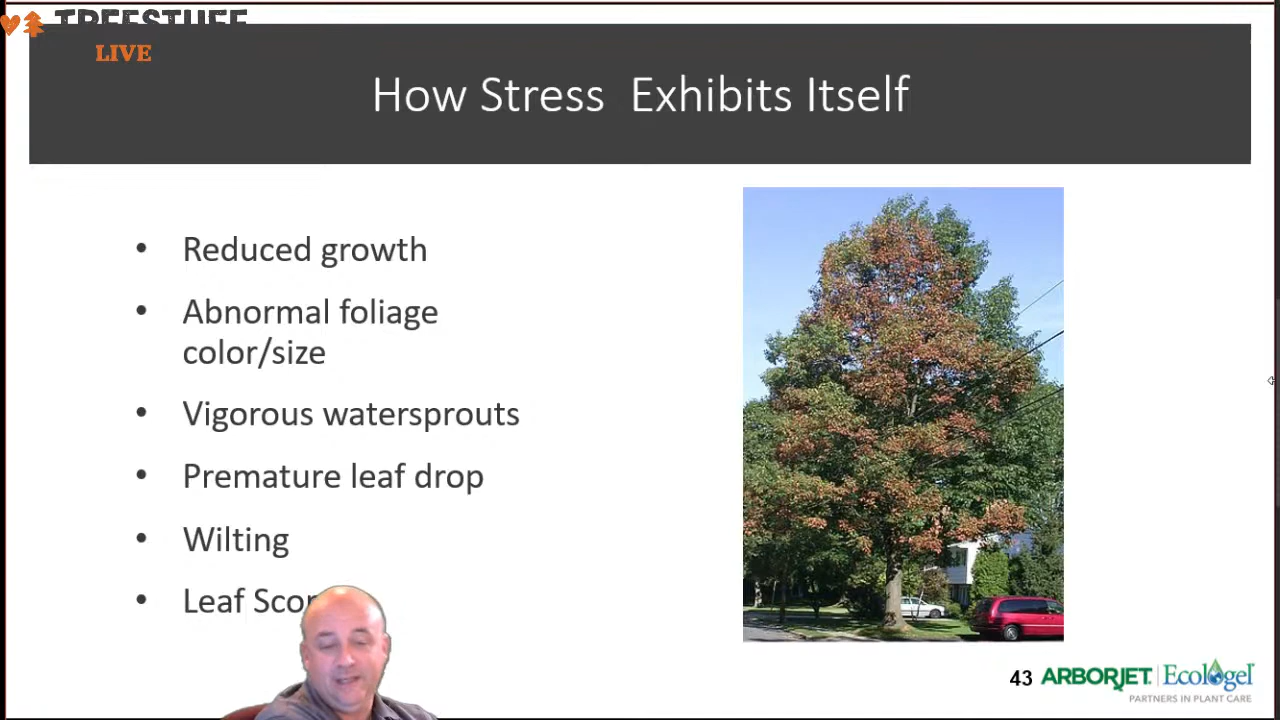 TREESTUFF
LIVE
How Stress Exhibits Itself
• Reduced growth
• Abnormal foliage
color/size
• Vigorous watersprouts
• Premature leaf drop
• Wilting
• Leaf
43
ARBORJET
Ecologel
PARTNERS IN PLANT CARE